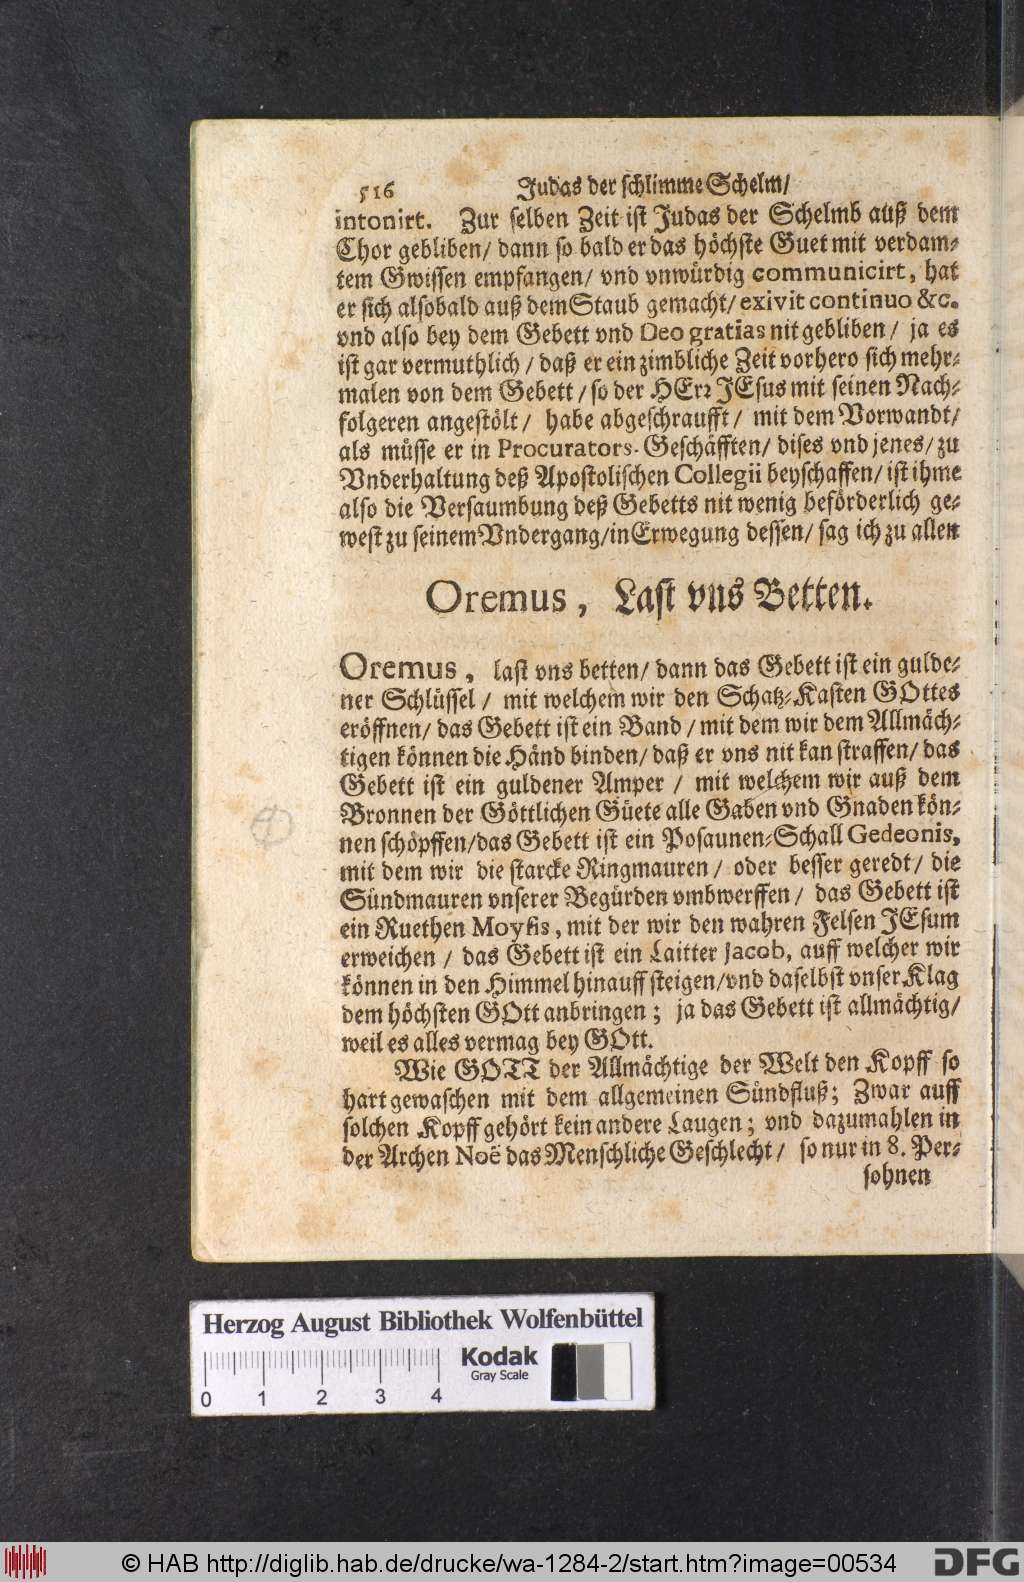 516 Judas der schlimme Schelm/
intonirt. Zur selben Zeit ist Judas der Schelmb auß dem
Chor gebliben/ dann so bald er das höchste Guet mit verdam-
tem Gwissen empfangen/ vnd vnwürdig communicirt, hat
er sich alsobald auß dem Staub gemacht/ exivit continuo &c.
vnd also bey dem Gebett vnd Deo gratias nit gebliben/ ja es
ist gar vermuthlich/ daß er ein zimbliche Zeit vorhero sich mehr-
malen von dem Gebett/ so der HErr JEsus mit seinen Nach-
folgeren angestölt/ habe abgeschraufft/ mit dem Vorwandt/
als müsse er in Procurators-Geschäfften/ dises vnd jenes/ zu
Vnderhaltung deß Apostolischen Collegii beyschaffen/ ist ihme
also die Versaumbung deß Gebetts nit wenig beförderlich ge-
west zu seinem Vndergang/ in Erwegung dessen/ sag ich zu allen
Oremus, Last vns Betten.
Oremus, last vns betten/ dann das Gebett ist ein gulde-
ner Schlüssel/ mit welchem wir den Schatz-Kasten GOttes
eröffnen/ das Gebett ist ein Band/ mit dem wir dem Allmäch-
tigen können die Händ binden/ daß er vns nit kan straffen/ das
Gebett ist ein guldener Amper/ mit welchem wir auß dem
Bronnen der Göttlichen Güete alle Gaben vnd Gnaden kön-
nen schöpffen/ das Gebett ist ein Posaunen-Schall Gedeonis,
mit dem wir die starcke Ringmauren/ oder besser geredt/ die
Sündmauren vnserer Begürden vmbwerffen/ das Gebett ist
ein Ruethen Moysis, mit der wir den wahren Felsen JEsum
erweichen/ das Gebett ist ein Laitter Jacob, auff welcher wir
können in den Himmel hinauff steigen/ vnd daselbst vnser Klag
dem höchsten GOtt anbringen; ja das Gebett ist allmächtig/
weil es alles vermag bey GOtt.
Wie GOTT der Allmächtige der Welt den Kopff so
hart gewaschen mit dem allgemeinen Sündfluß; Zwar auff
solchen Kopff gehört kein andere Laugen; vnd dazumahlen in
der Archen Noë das Menschliche Geschlecht/ so nur in 8. Per-
sohnen
Herzog August Bibliothek Wolfenbüttel
Kodak
Gray Scale
0 1 2 3 4
© HAB http://diglib.hab.de/drucke/wa-1284-2/start.htm?image=00534
DFG